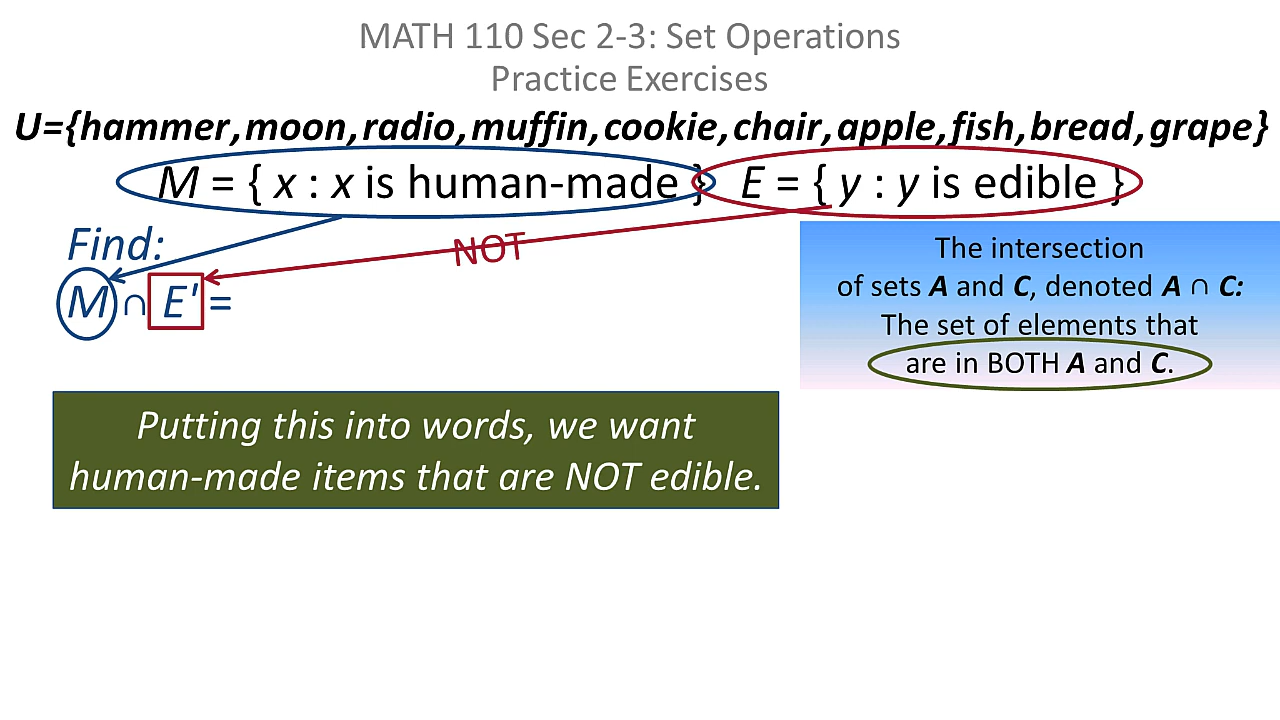 MATH 110 Sec 2-3: Set Operations
Practice Exercises
U={hammer,moon,radio,muffin,cookie,chair,apple,fish,bread,grape}
M = { x : x is human-made } E = { y : y is edible }
Find:
NOT
M ∩ E' =
The intersection
of sets A and C, denoted A ∩ C:
The set of elements that
are in BOTH A and C.
Putting this into words, we want
human-made items that are NOT edible.